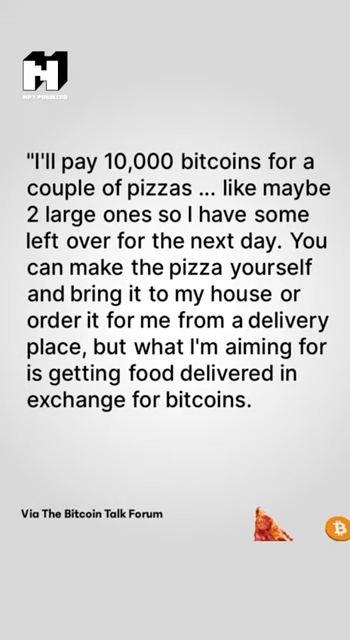 "I'll pay 10,000 bitcoins for a
couple of pizzas ... like maybe
2 large ones so I have some
left over for the next day. You
can make the pizza yourself
and bring it to my house or
order it for me from a delivery
place, but what I'm aiming for
is getting food delivered in
exchange for bitcoins.
Via The Bitcoin Talk Forum